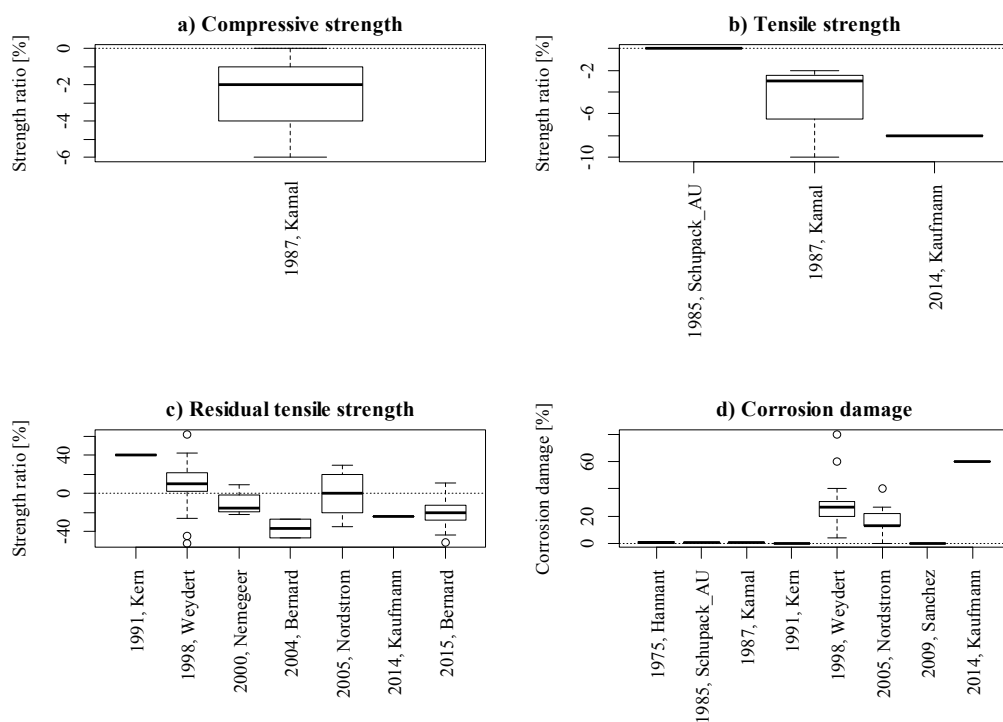 a) Compressive strength
Strength ratio [%]
0
-2
-4
-6
1987, Kamal
b) Tensile strength
Strength ratio [%]
-2
-6
-10
1985, Schupack_AU
1987, Kamal
2014, Kaufmann
c) Residual tensile strength
Strength ratio [%]
40
0
-40
1991, Kern
1998, Weydert
2000, Nemegeer
2004, Bernard
2005, Nordstrom
2014, Kaufmann
2015, Bernard
d) Corrosion damage
Corrosion damage [%]
60
20
0
1975, Hannant
1985, Schupack_AU
1987, Kamal
1991, Kern
1998, Weydert
2005, Nordstrom
2009, Sanchez
2014, Kaufmann